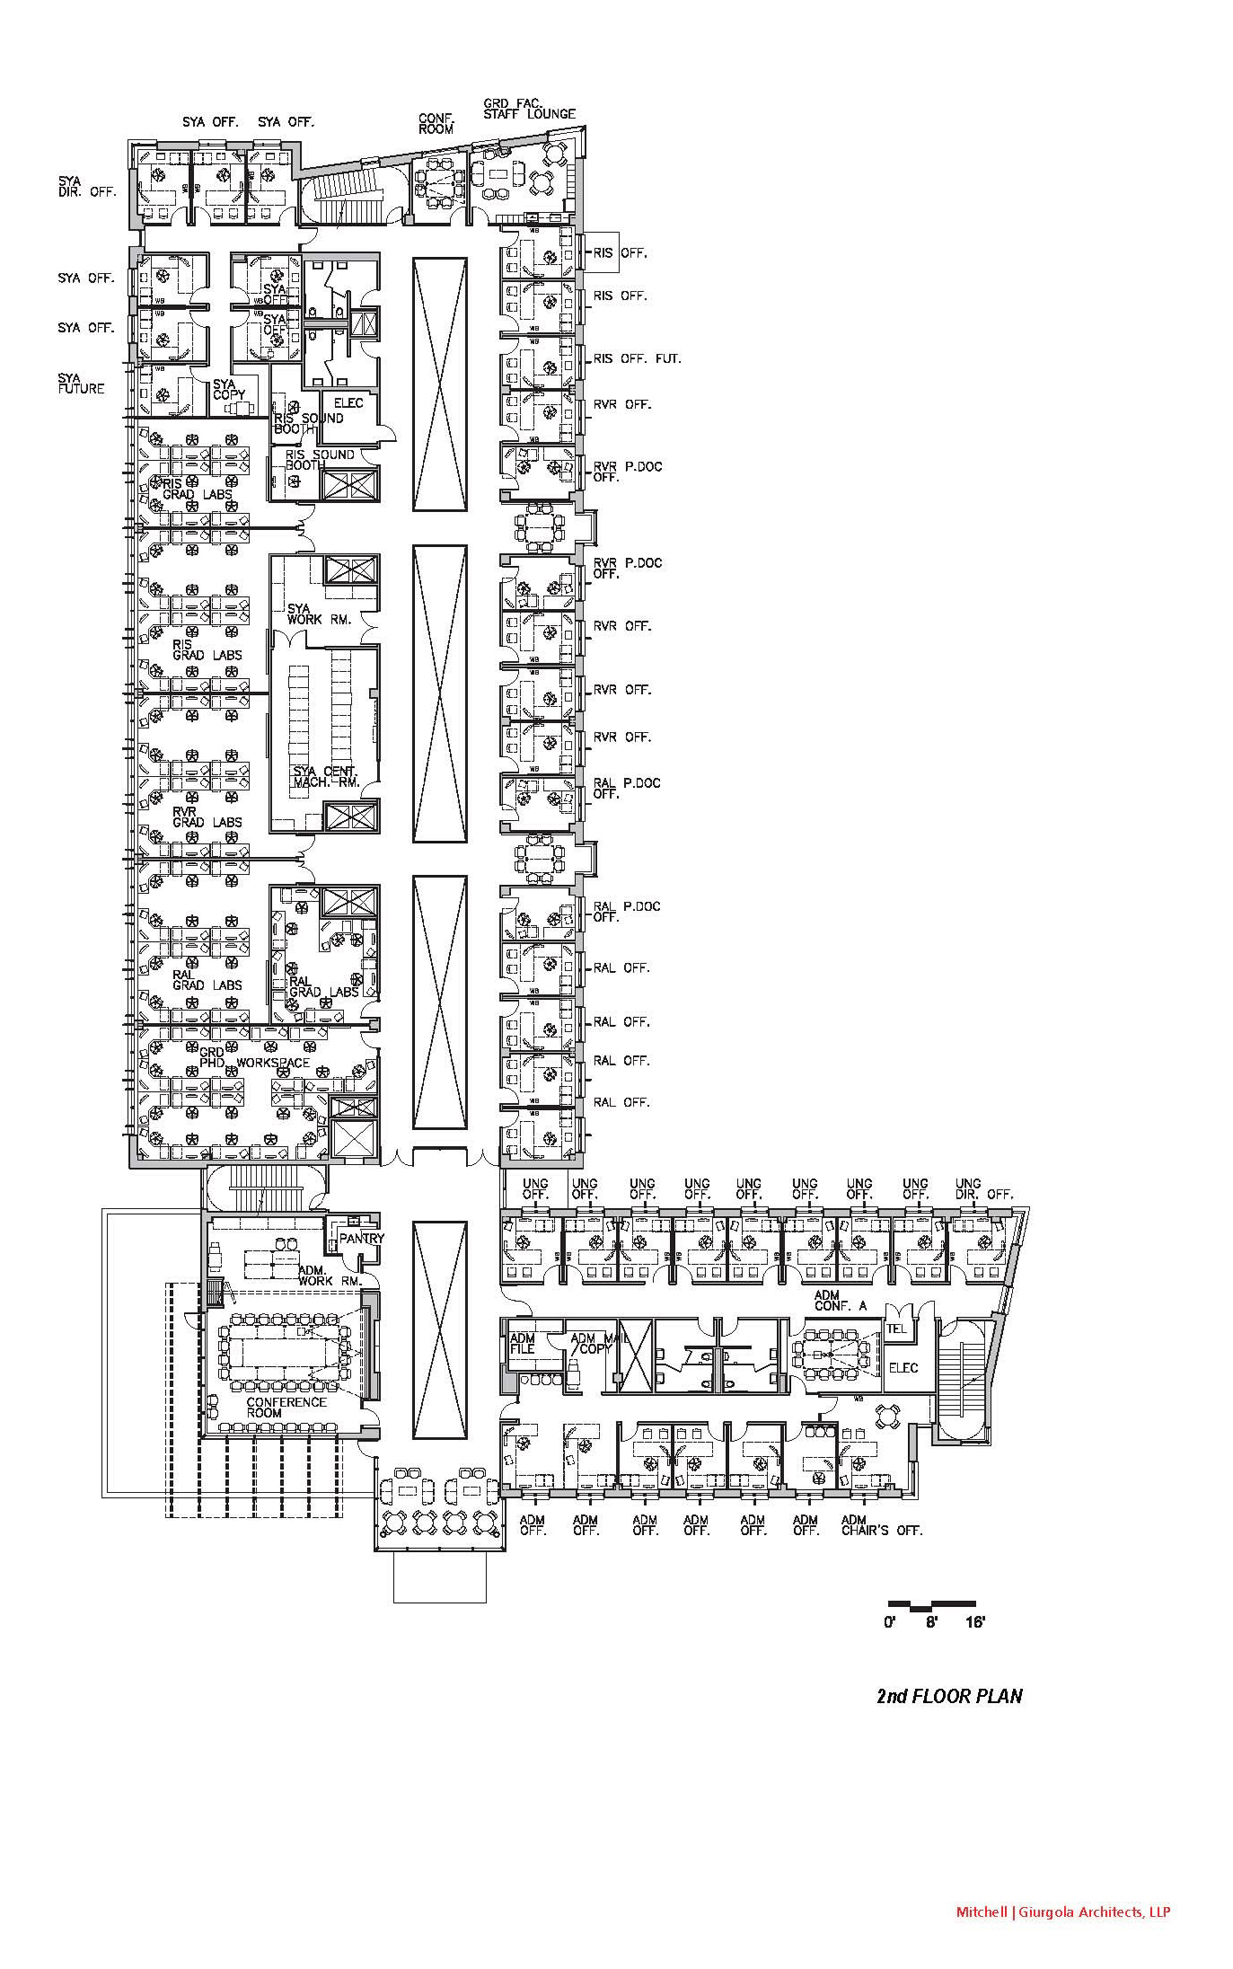 GRD FAC.
STAFF LOUNGE
CONF.
ROOM
SYA OFF.
SYA OFF.
SYA
DIR. OFF.
SYA OFF.
SYA OFF.
SYA
FUTURE
SYA
OFF
SYA
OFF
SYA
COPY
ELEC
RIS SOUND
BOOTH
RIS SOUND
BOOTH
RIS
GRAD LABS
SYA
WORK RM.
RIS
GRAD LABS
SYA CENT.
MACH. RM.
RVR
GRAD LABS
RAL
GRAD LABS
RAL
GRAD LABS
GRD
PHD. WORKSPACE
RIS OFF.
RIS OFF.
RIS OFF. FUT.
RVR OFF.
RVR P.DOC
OFF.
RVR P.DOC
OFF.
RVR OFF.
RVR OFF.
RVR OFF.
RAL P.DOC
OFF.
RAL P.DOC
OFF.
RAL OFF.
RAL OFF.
RAL OFF.
RAL OFF.
UNG
OFF.
UNG
OFF.
UNG
OFF.
UNG
OFF.
UNG
OFF.
UNG
OFF.
UNG
OFF.
UNG
OFF.
UNG
DIR. OFF.
PANTRY
ADM.
WORK RM.
CONFERENCE
ROOM
ADM
CONF. A
TEL
ELEC
ADM
FILE
ADM MAIL
/COPY
ADM
OFF.
ADM
OFF.
ADM
OFF.
ADM
OFF.
ADM
OFF.
ADM
OFF.
ADM
CHAIR'S OFF.
0' 8' 16'
2nd FLOOR PLAN
Mitchell | Giurgola Architects, LLP